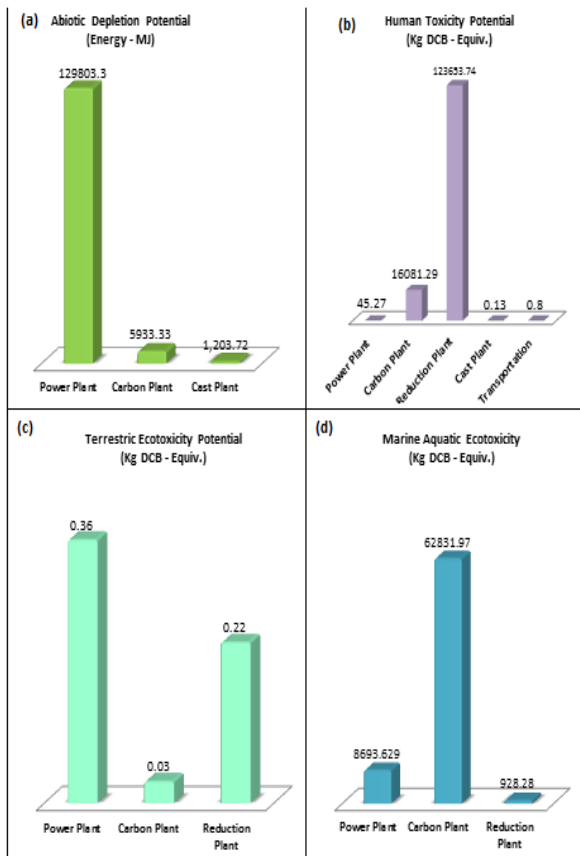 (a) Abiotic Depletion Potential
(Energy - MJ)
129803.3
5933.33
1,203.72
Power Plant Carbon Plant Cast Plant
(b) Human Toxicity Potential
(Kg DCB - Equiv.)
123653.74
16081.29
45.27
0.13
0.8
Power Plant
Carbon Plant
Reduction Plant
Cast Plant
Transportation
(c) Terrestric Ecotoxicity Potential
(Kg DCB - Equiv.)
0.36
0.03
0.22
Power Plant Carbon Plant Reduction
Plant
(d) Marine Aquatic Ecotoxicity
(Kg DCB - Equiv.)
62831.97
8693.629
928.28
Power Plant Carbon Plant Reduction
Plant